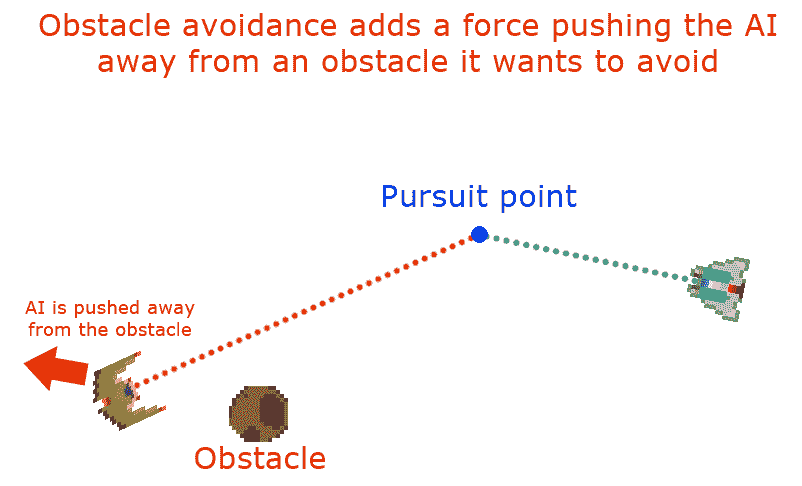 Obstacle avoidance adds a force pushing the AI
away from an obstacle it wants to avoid
Pursuit point
AI is pushed away
from the obstacle
Obstacle